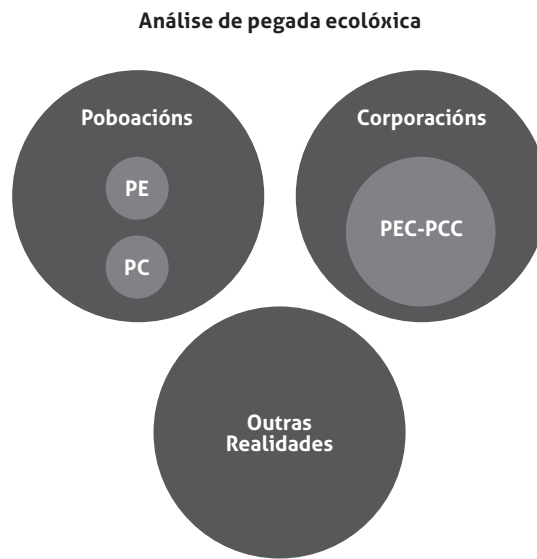 Análise de pegada ecolóxica
Poboacións
PE
PC
Corporacións
PEC-PCC
Outras
Realidades